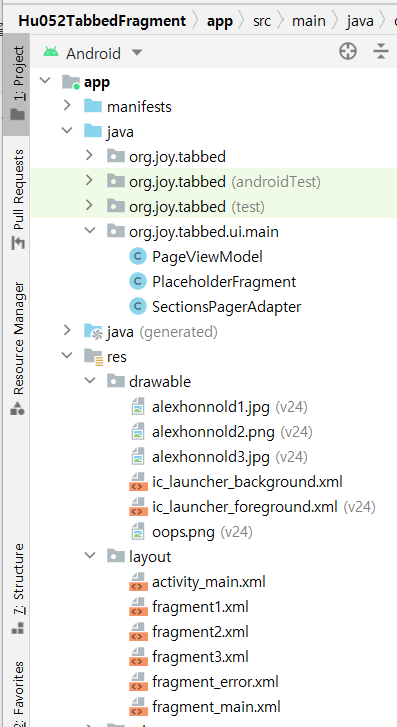 Hu052TabbedFragment app src main java
1: Project
Pull Requests
Resource Manager
7: Structure
Favorites
Android
app
manifests
java
org.joy.tabbed
org.joy.tabbed (androidTest)
org.joy.tabbed (test)
org.joy.tabbed.ui.main
PageViewModel
PlaceholderFragment
SectionsPagerAdapter
java (generated)
res
drawable
alexhonnold1.jpg (v24)
alexhonnold2.png (v24)
alexhonnold3.jpg (v24)
ic_launcher_background.xml
ic_launcher_foreground.xml (v24)
oops.png (v24)
layout
activity_main.xml
fragment1.xml
fragment2.xml
fragment3.xml
fragment_error.xml
fragment_main.xml